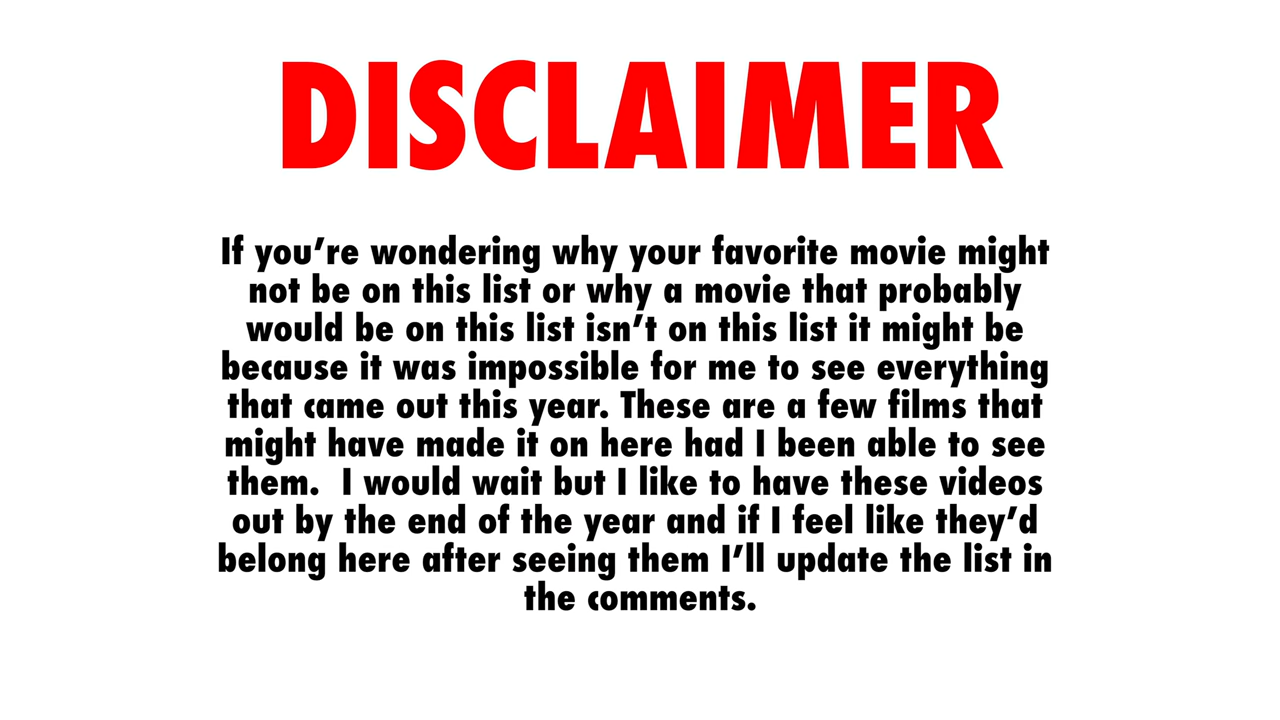 DISCLAIMER
If you’re wondering why your favorite movie might
not be on this list or why a movie that probably
would be on this list isn’t on this list it might be
because it was impossible for me to see everything
that came out this year. These are a few films that
might have made it on here had I been able to see
them.  I would wait but I like to have these videos
out by the end of the year and if I feel like they’d
belong here after seeing them I’ll update the list in
the comments.